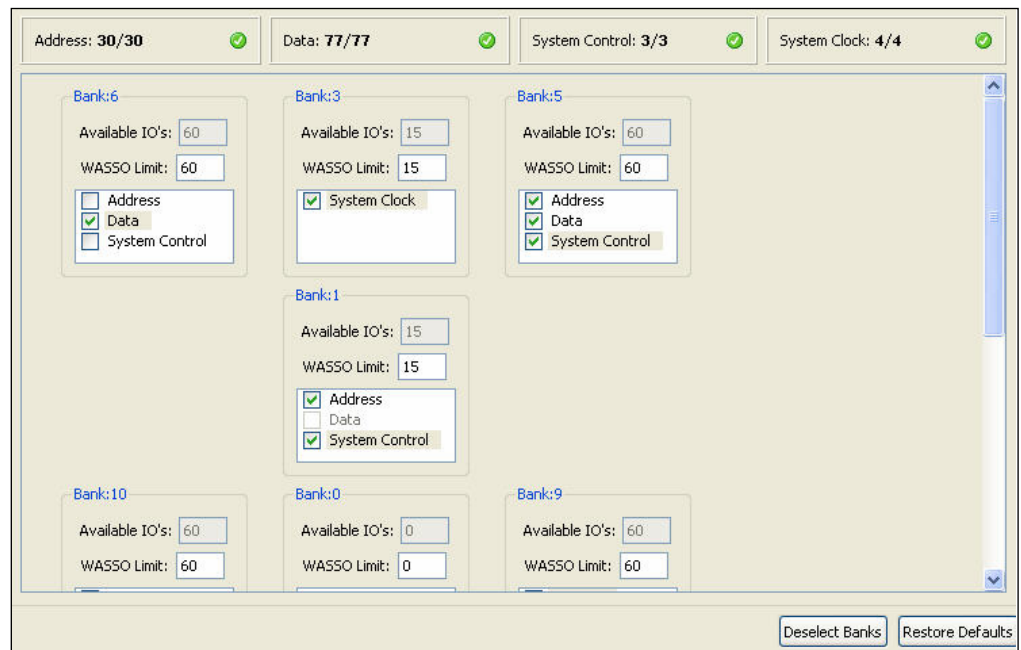 Address: 30/30 Data: 77/77 System Control: 3/3 System Clock: 4/4
Bank:6 Bank:3 Bank:5
Available IO's: 60 Available IO's: 15 Available IO's: 60
WASSO Limit: 60 WASSO Limit: 15 WASSO Limit: 60
Address System Clock Address
Data Data
System Control System Control
Bank:1
Available IO's: 15
WASSO Limit: 15
Address
Data
System Control
Bank:10 Bank:0 Bank:9
Available IO's: 60 Available IO's: 0 Available IO's: 60
WASSO Limit: 60 WASSO Limit: 0 WASSO Limit: 60
Deselect Banks Restore Defaults